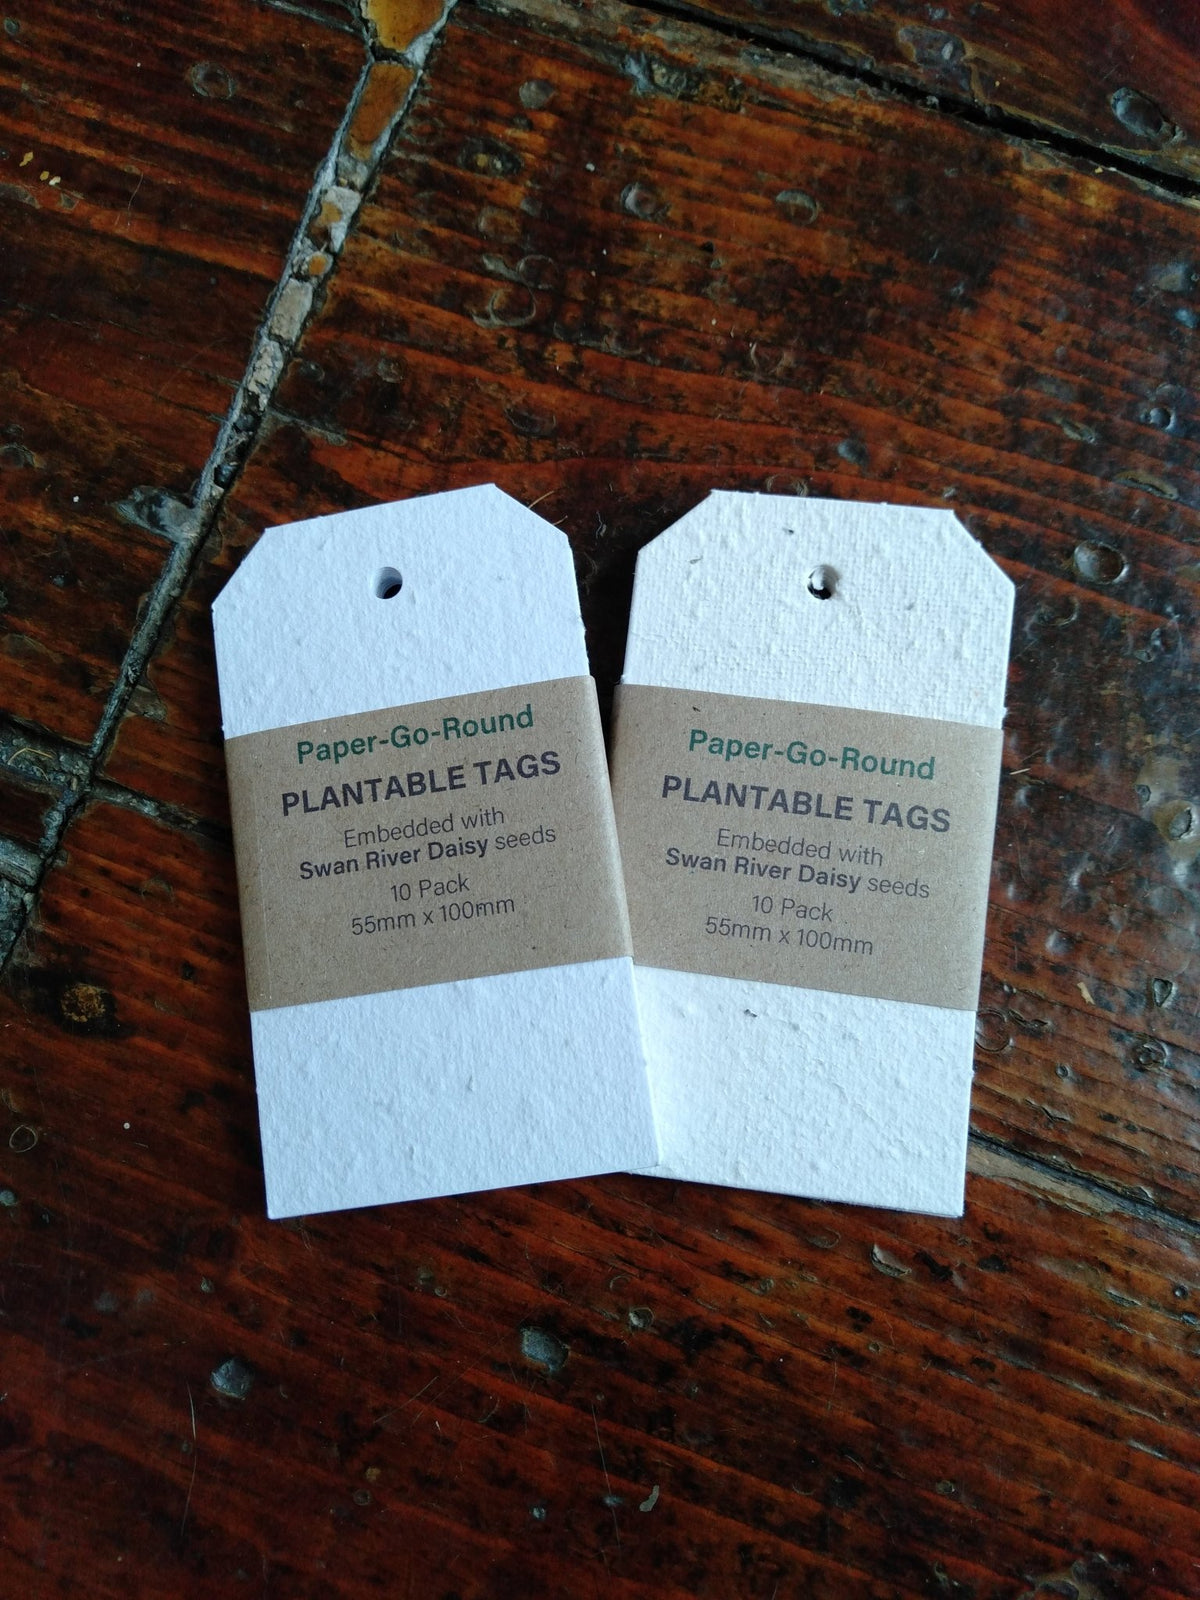 Paper-Go-Round
PLANTABLE TAGS
Embedded with
Swan River Daisy seeds
10 Pack
55mm x 100mm
Paper-Go-Round
PLANTABLE TAGS
Embedded with
Swan River Daisy seeds
10 Pack
55mm x 100mm